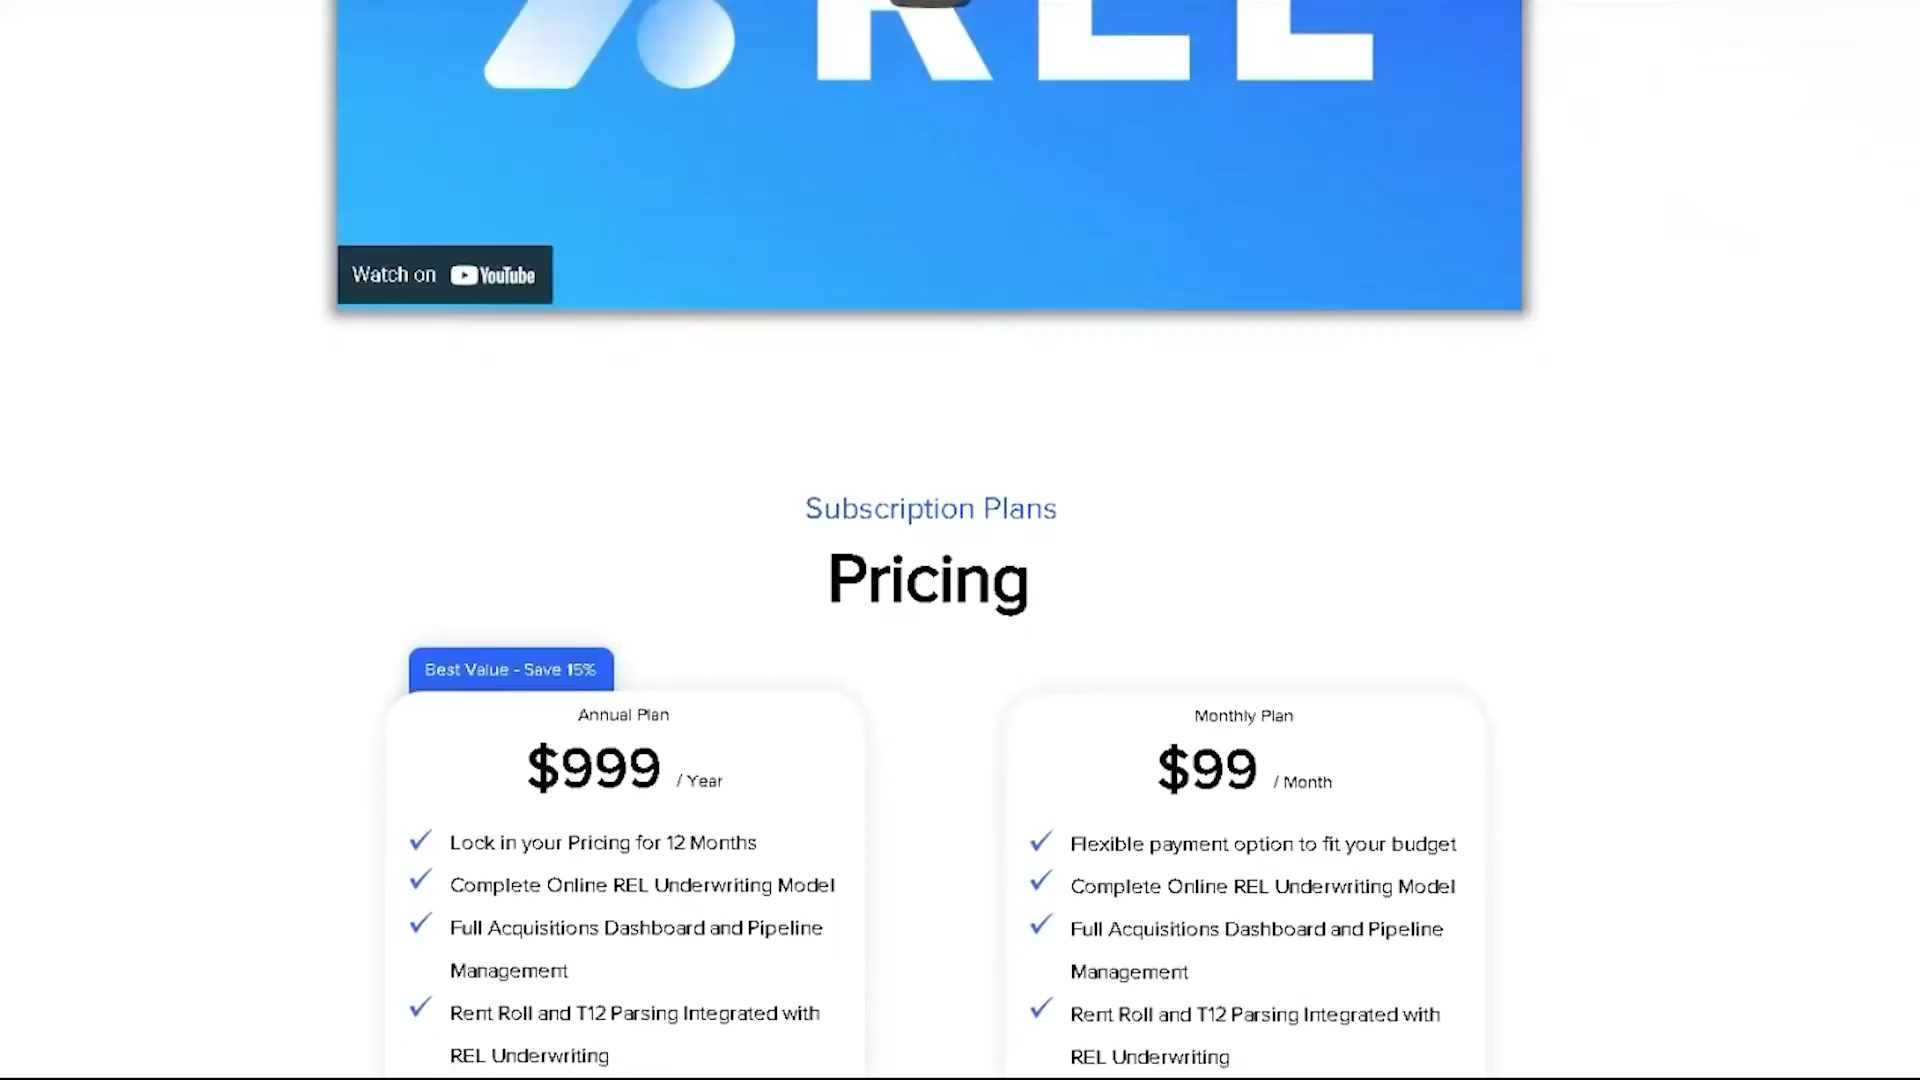 REL
Watch on YouTube
Subscription Plans
Pricing
Best Value - Save 15%
Annual Plan
$999 / Year
Lock in your Pricing for 12 Months
Complete Online REL Underwriting Model
Full Acquisitions Dashboard and Pipeline
Management
Rent Roll and T12 Parsing Integrated with
REL Underwriting
Monthly Plan
$99 / Month
Flexible payment option to fit your budget
Complete Online REL Underwriting Model
Full Acquisitions Dashboard and Pipeline
Management
Rent Roll and T12 Parsing Integrated with
REL Underwriting